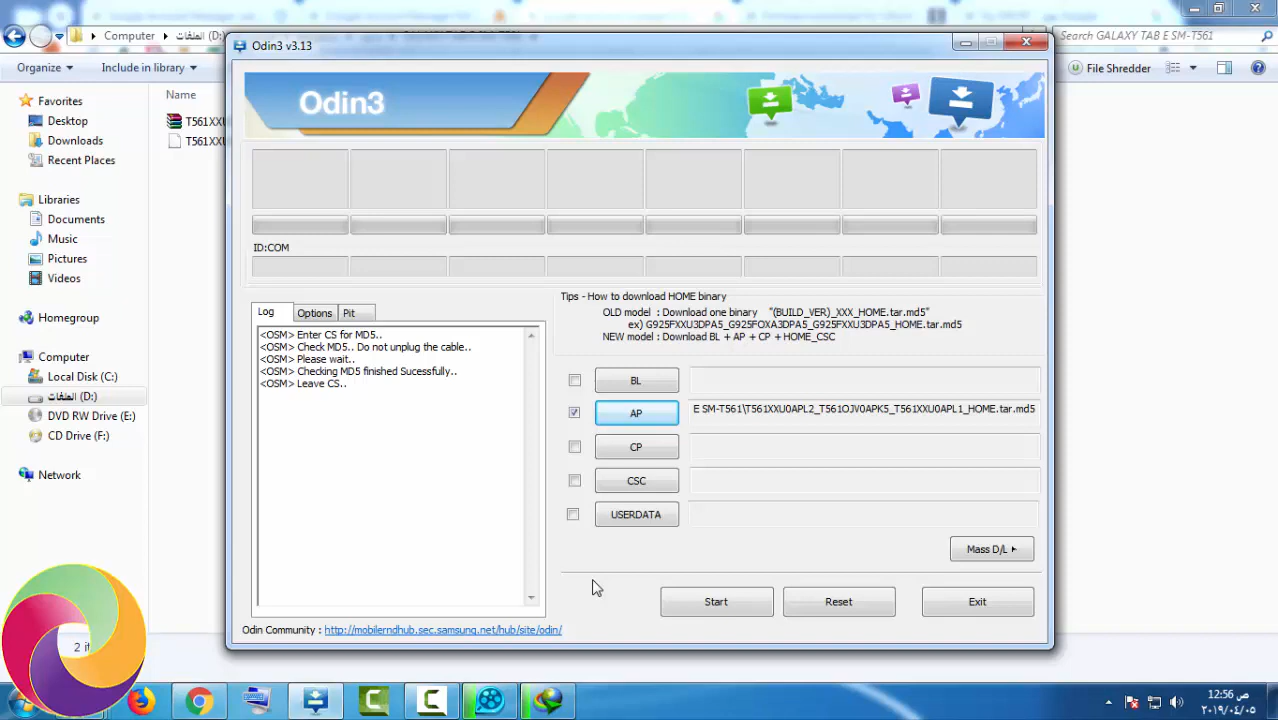 Odin3 v3.13
Computer
الملفات (D:)
Search GALAXY TAB E SM-T561
Organize
Include in library
File Shredder
Favorites
Desktop
Downloads
Recent Places
Libraries
Documents
Music
Pictures
Videos
Homegroup
Computer
Local Disk (C:)
الملفات (D:)
DVD RW Drive (E:)
CD Drive (F:)
Network
Name
T561XXU
T561XXU
2 it
Odin3
ID:COM
Log
Options
Pit
<OSM> Enter CS for MD5..
<OSM> Check MD5.. Do not unplug the cable..
<OSM> Please wait..
<OSM> Checking MD5 finished Sucessfully..
<OSM> Leave CS..
Tips - How to download HOME binary
OLD model : Download one binary "(BUILD_VER)_XXX_HOME.tar.md5"
ex) G925FXXU3DPA5_G925FOXA3DPA5_G925FXXU3DPA5_HOME.tar.md5
NEW model : Download BL + AP + CP + HOME_CSC
BL
AP
E SM-T561\T561XXU0APL2_T561OJV0APK5_T561XXU0APL1_HOME.tar.md5
CP
CSC
USERDATA
Mass D/L
Start
Reset
Exit
Odin Community : http://mobilerndhub.sec.samsung.net/hub/site/odin/
12:56 ص
٢٠١٩/٠٤/٠٥